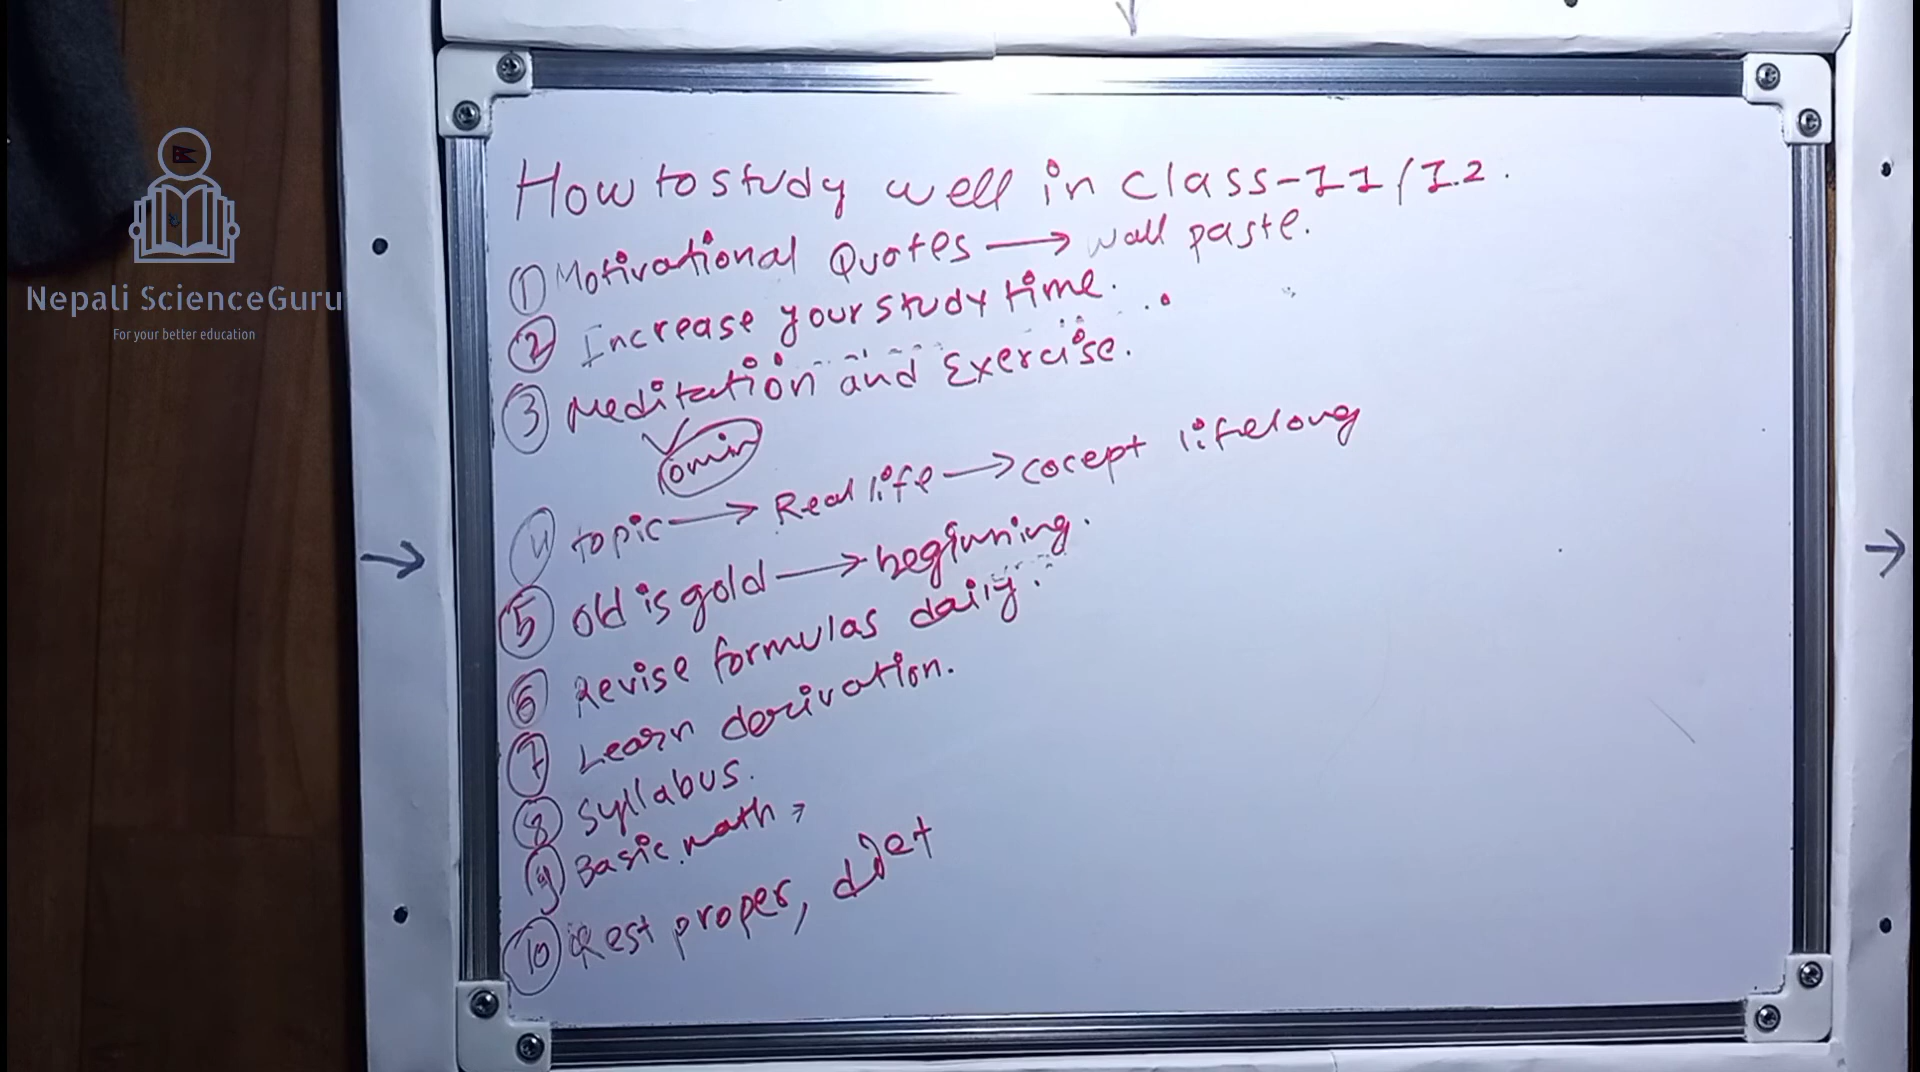 Nepali ScienceGuru
For your better education
How to study well in class-11/12.
① Motivational Quotes → wall paste.
② Increase your study time.
③ Meditation and Exercise.
10min
④ topic → Real life → cocept lifelong
⑤ old is gold → beginning.
⑥ Revise formulas daily.
⑦ Learn derivation.
⑧ Syllabus.
⑨ Basic math →
⑩ Rest proper, diet